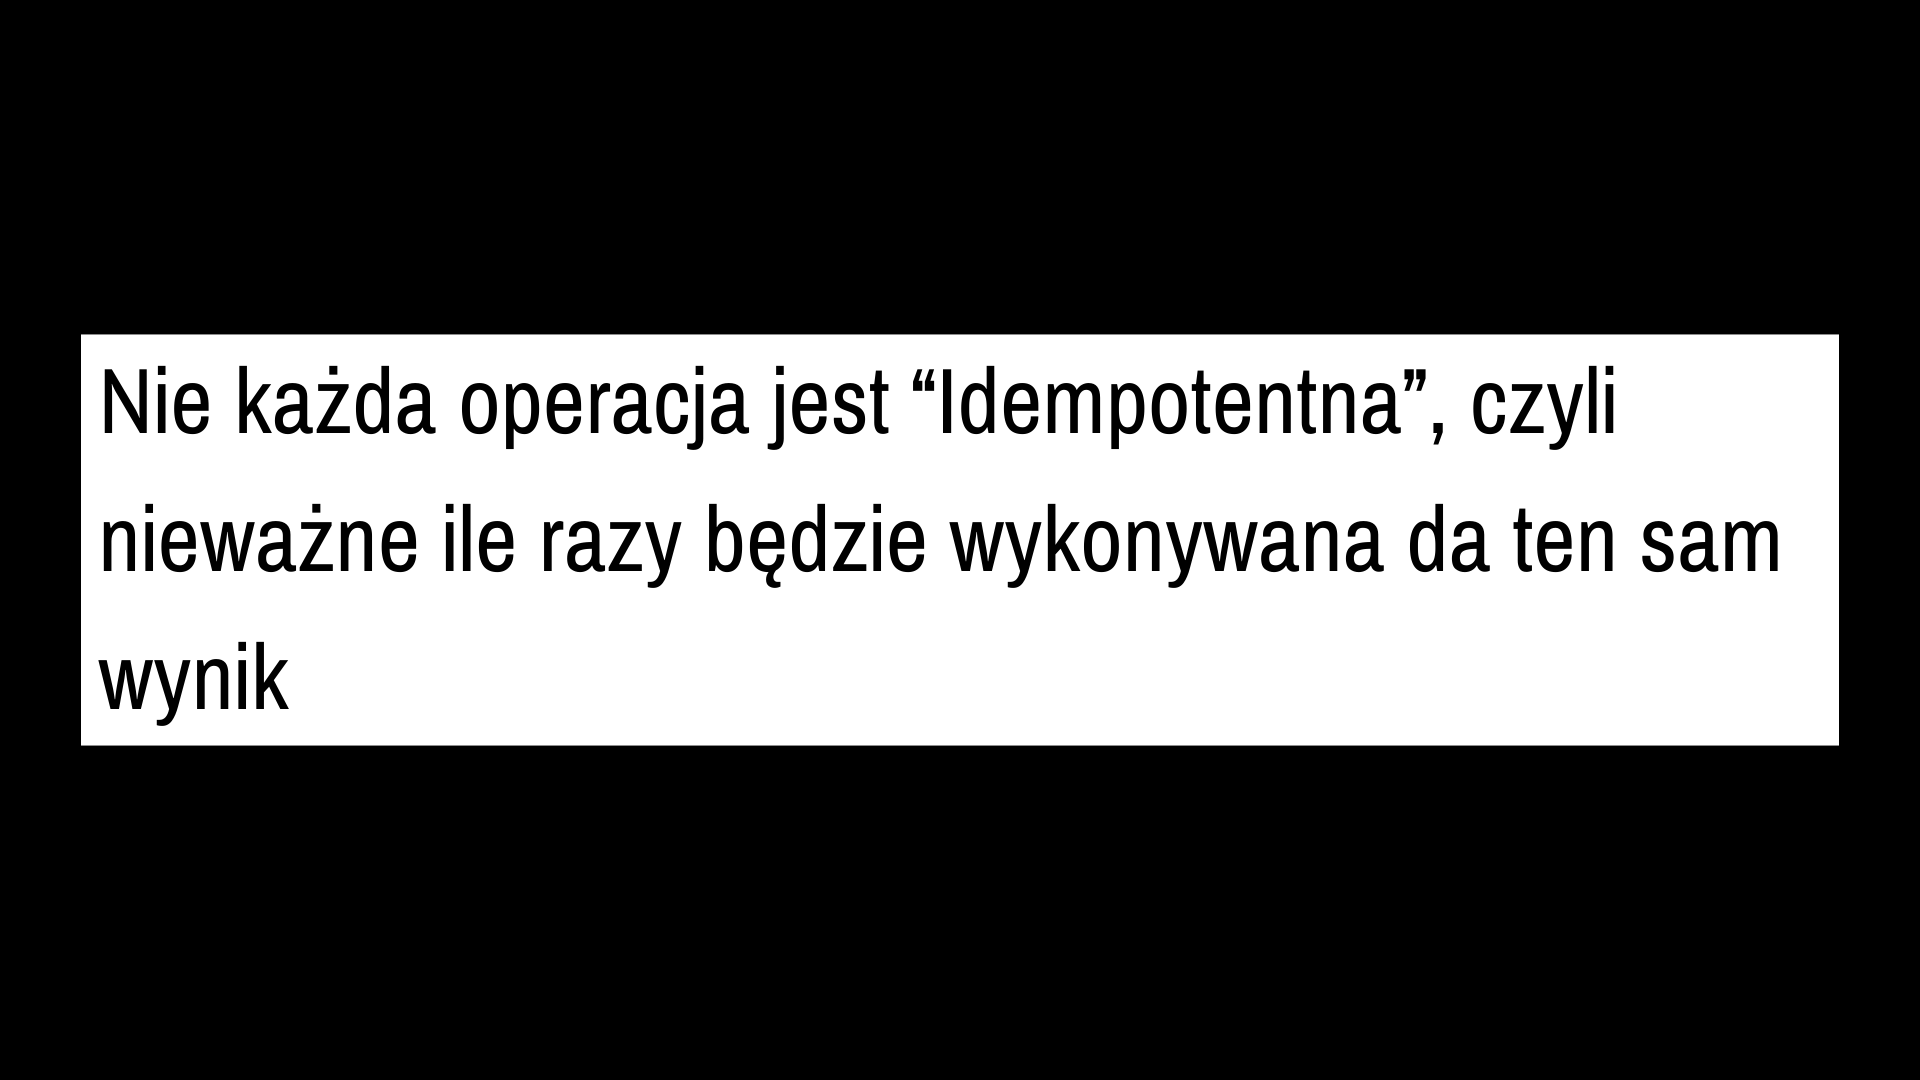 Nie każda operacja jest “Idempotentna”, czyli
nieważne ile razy będzie wykonywana da ten sam
wynik